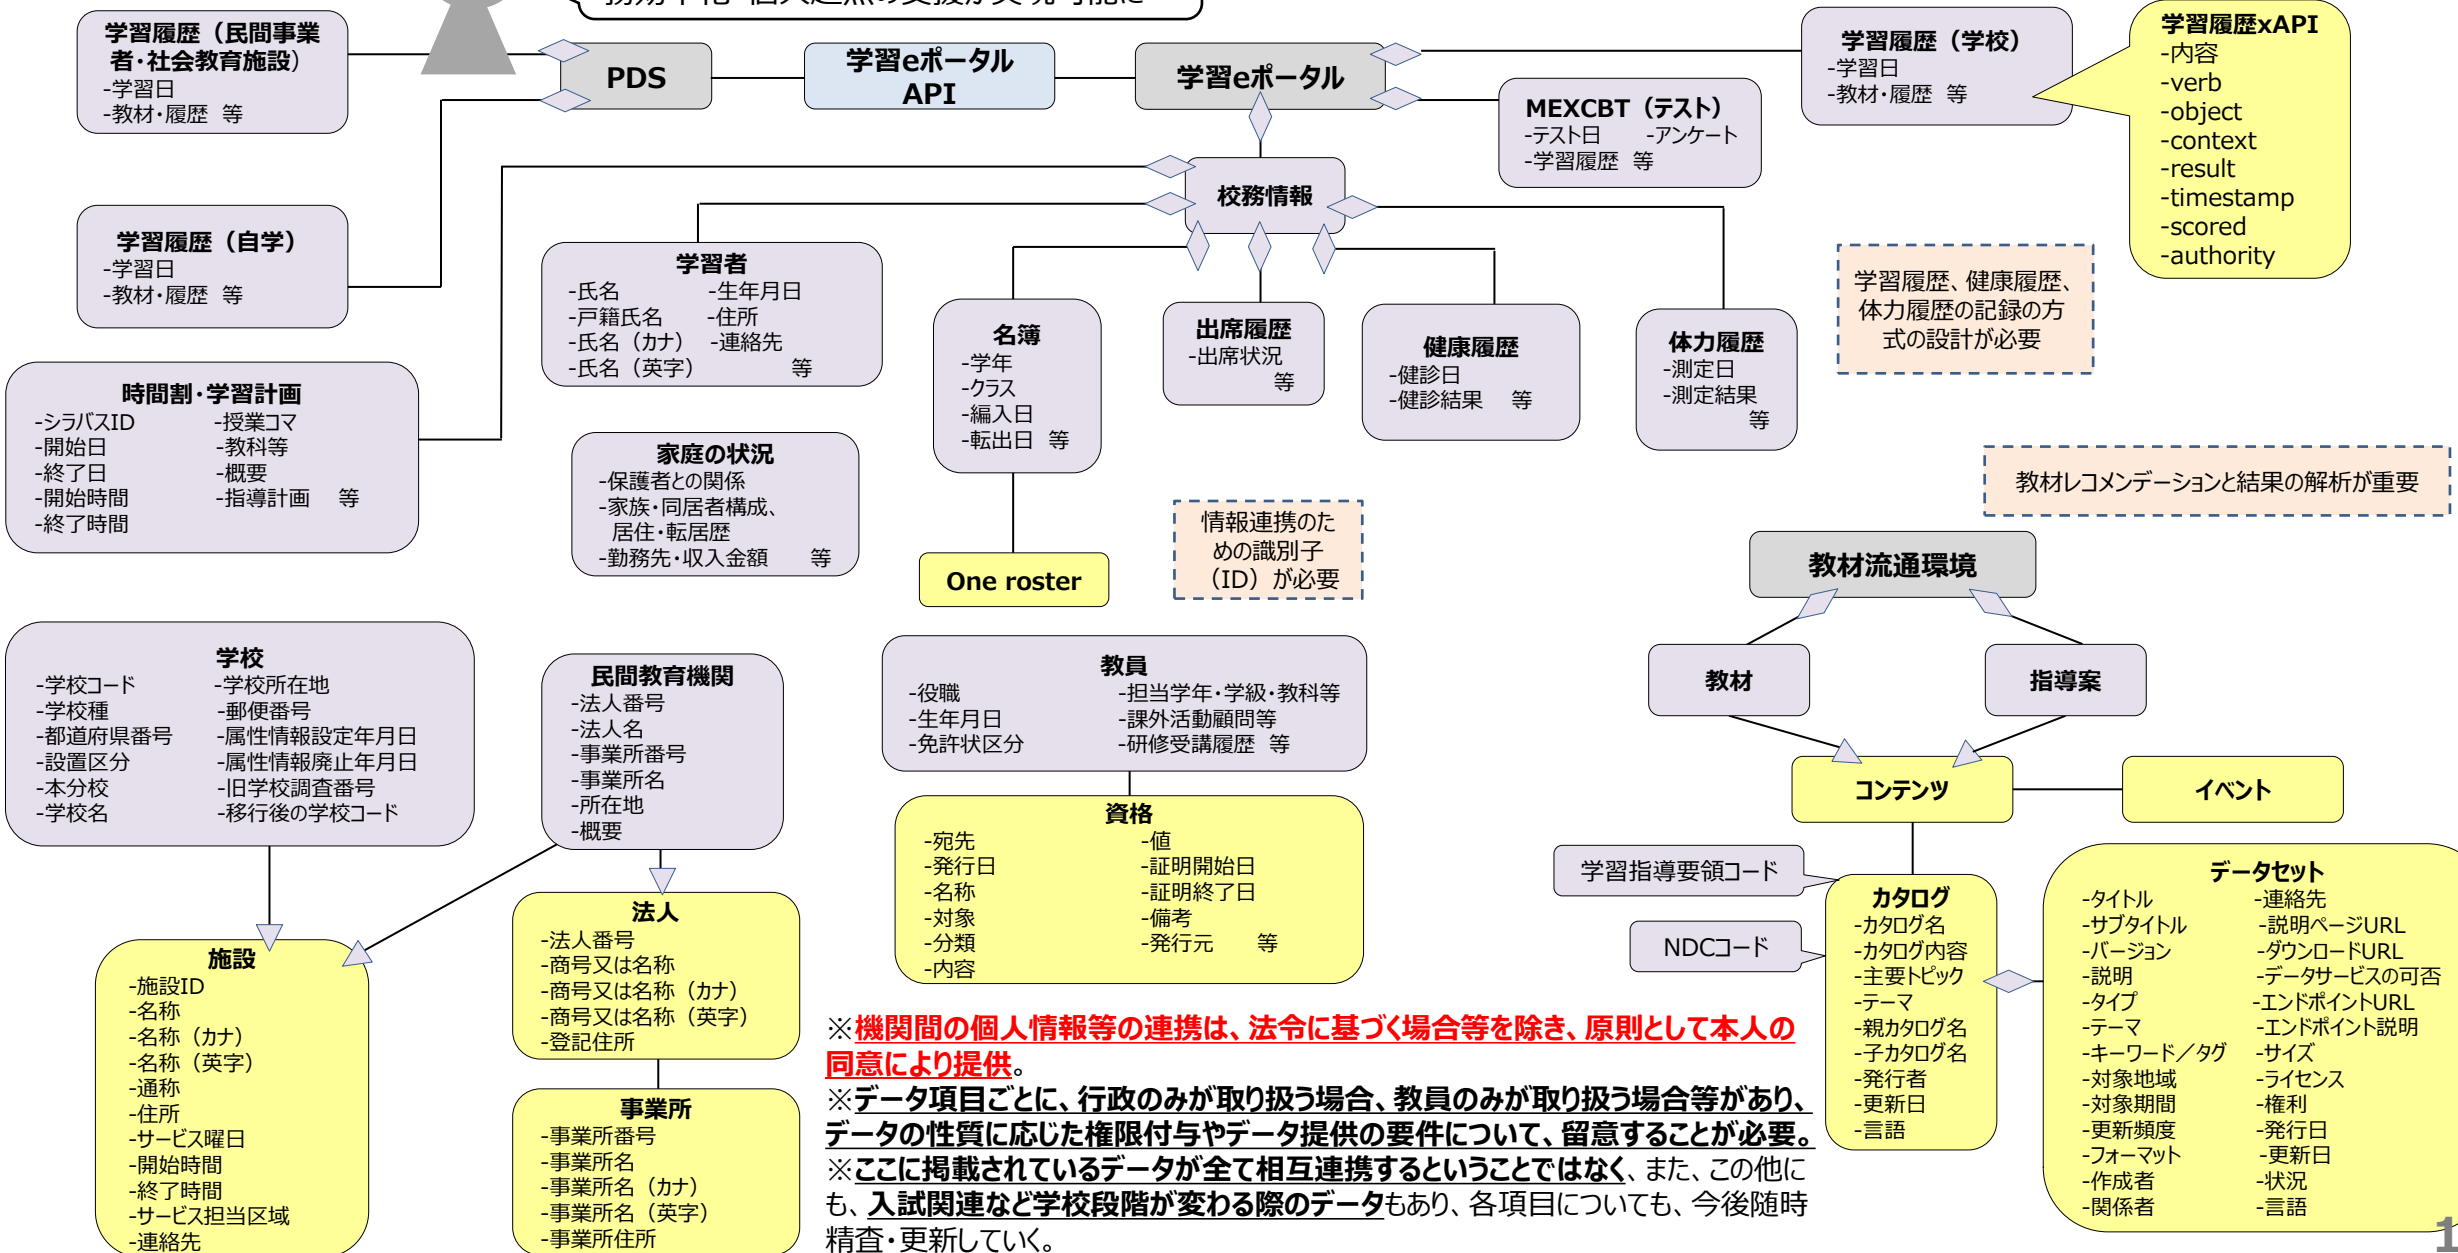 学習履歴（民間事業
者・社会教育施設）
-学習日
-教材・履歴 等
PDS
学習eポータル
API
学習eポータル
学習履歴（学校）
-学習日
-教材・履歴 等
学習履歴xAPI
-内容
-verb
-object
-context
-result
-timestamp
-scored
-authority
MEXCBT（テスト）
-テスト日 -アンケート
-学習履歴 等
校務情報
学習履歴（自学）
-学習日
-教材・履歴 等
学習者
-氏名 -生年月日
-戸籍氏名 -住所
-氏名（カナ） -連絡先
-氏名（英字） 等
名簿
-学年
-クラス
-編入日
-転出日 等
出席履歴
-出席状況
等
健康履歴
-健診日
-健診結果 等
体力履歴
-測定日
-測定結果
等
学習履歴、健康履歴、
体力履歴の記録の方
式の設計が必要
時間割・学習計画
-シラバスID -授業コマ
-開始日 -教科等
-終了日 -概要
-開始時間 -指導計画 等
-終了時間
家庭の状況
-保護者との関係
-家族・同居者構成、
居住・転居歴
-勤務先・収入金額 等
One roster
情報連携のた
めの識別子
（ID）が必要
教材レコメンデーションと結果の解析が重要
教材流通環境
教材
指導案
コンテンツ
イベント
学校
-学校コード -学校所在地
-学校種 -郵便番号
-都道府県番号 -属性情報設定年月日
-設置区分 -属性情報廃止年月日
-本分校 -旧学校調査番号
-学校名 -移行後の学校コード
民間教育機関
-法人番号
-法人名
-事業所番号
-事業所名
-所在地
-概要
教員
-役職 -担当学年・学級・教科等
-生年月日 -課外活動顧問等
-免許状区分 -研修受講履歴 等
資格
-宛先 -値
-発行日 -証明開始日
-名称 -証明終了日
-対象 -備考
-分類 -発行元 等
-内容
施設
-施設ID
-名称
-名称（カナ）
-名称（英字）
-通称
-住所
-サービス曜日
-開始時間
-終了時間
-サービス担当区域
-連絡先
法人
-法人番号
-商号又は名称
-商号又は名称（カナ）
-商号又は名称（英字）
-登記住所
事業所
-事業所番号
-事業所名
-事業所名（カナ）
-事業所名（英字）
-事業所住所
学習指導要領コード
NDCコード
カタログ
-カタログ名
-カタログ内容
-主要トピック
-テーマ
-親カタログ名
-子カタログ名
-発行者
-更新日
-言語
データセット
-タイトル -連絡先
-サブタイトル -説明ページURL
-バージョン -ダウンロードURL
-説明 -データサービスの可否
-タイプ -エンドポイントURL
-テーマ -エンドポイント説明
-キーワード／タグ -サイズ
-対象地域 -ライセンス
-対象期間 -権利
-更新頻度 -発行日
-フォーマット -更新日
-作成者 -状況
-関係者 -言語
※機関間の個人情報等の連携は、法令に基づく場合等を除き、原則として本人の
同意により提供。
※データ項目ごとに、行政のみが取り扱う場合、教員のみが取り扱う場合等があり、
データの性質に応じた権限付与やデータ提供の要件について、留意することが必要。
※ここに掲載されているデータが全て相互連携するということではなく、また、この他に
も、入試関連など学校段階が変わる際のデータもあり、各項目についても、今後随時
精査・更新していく。